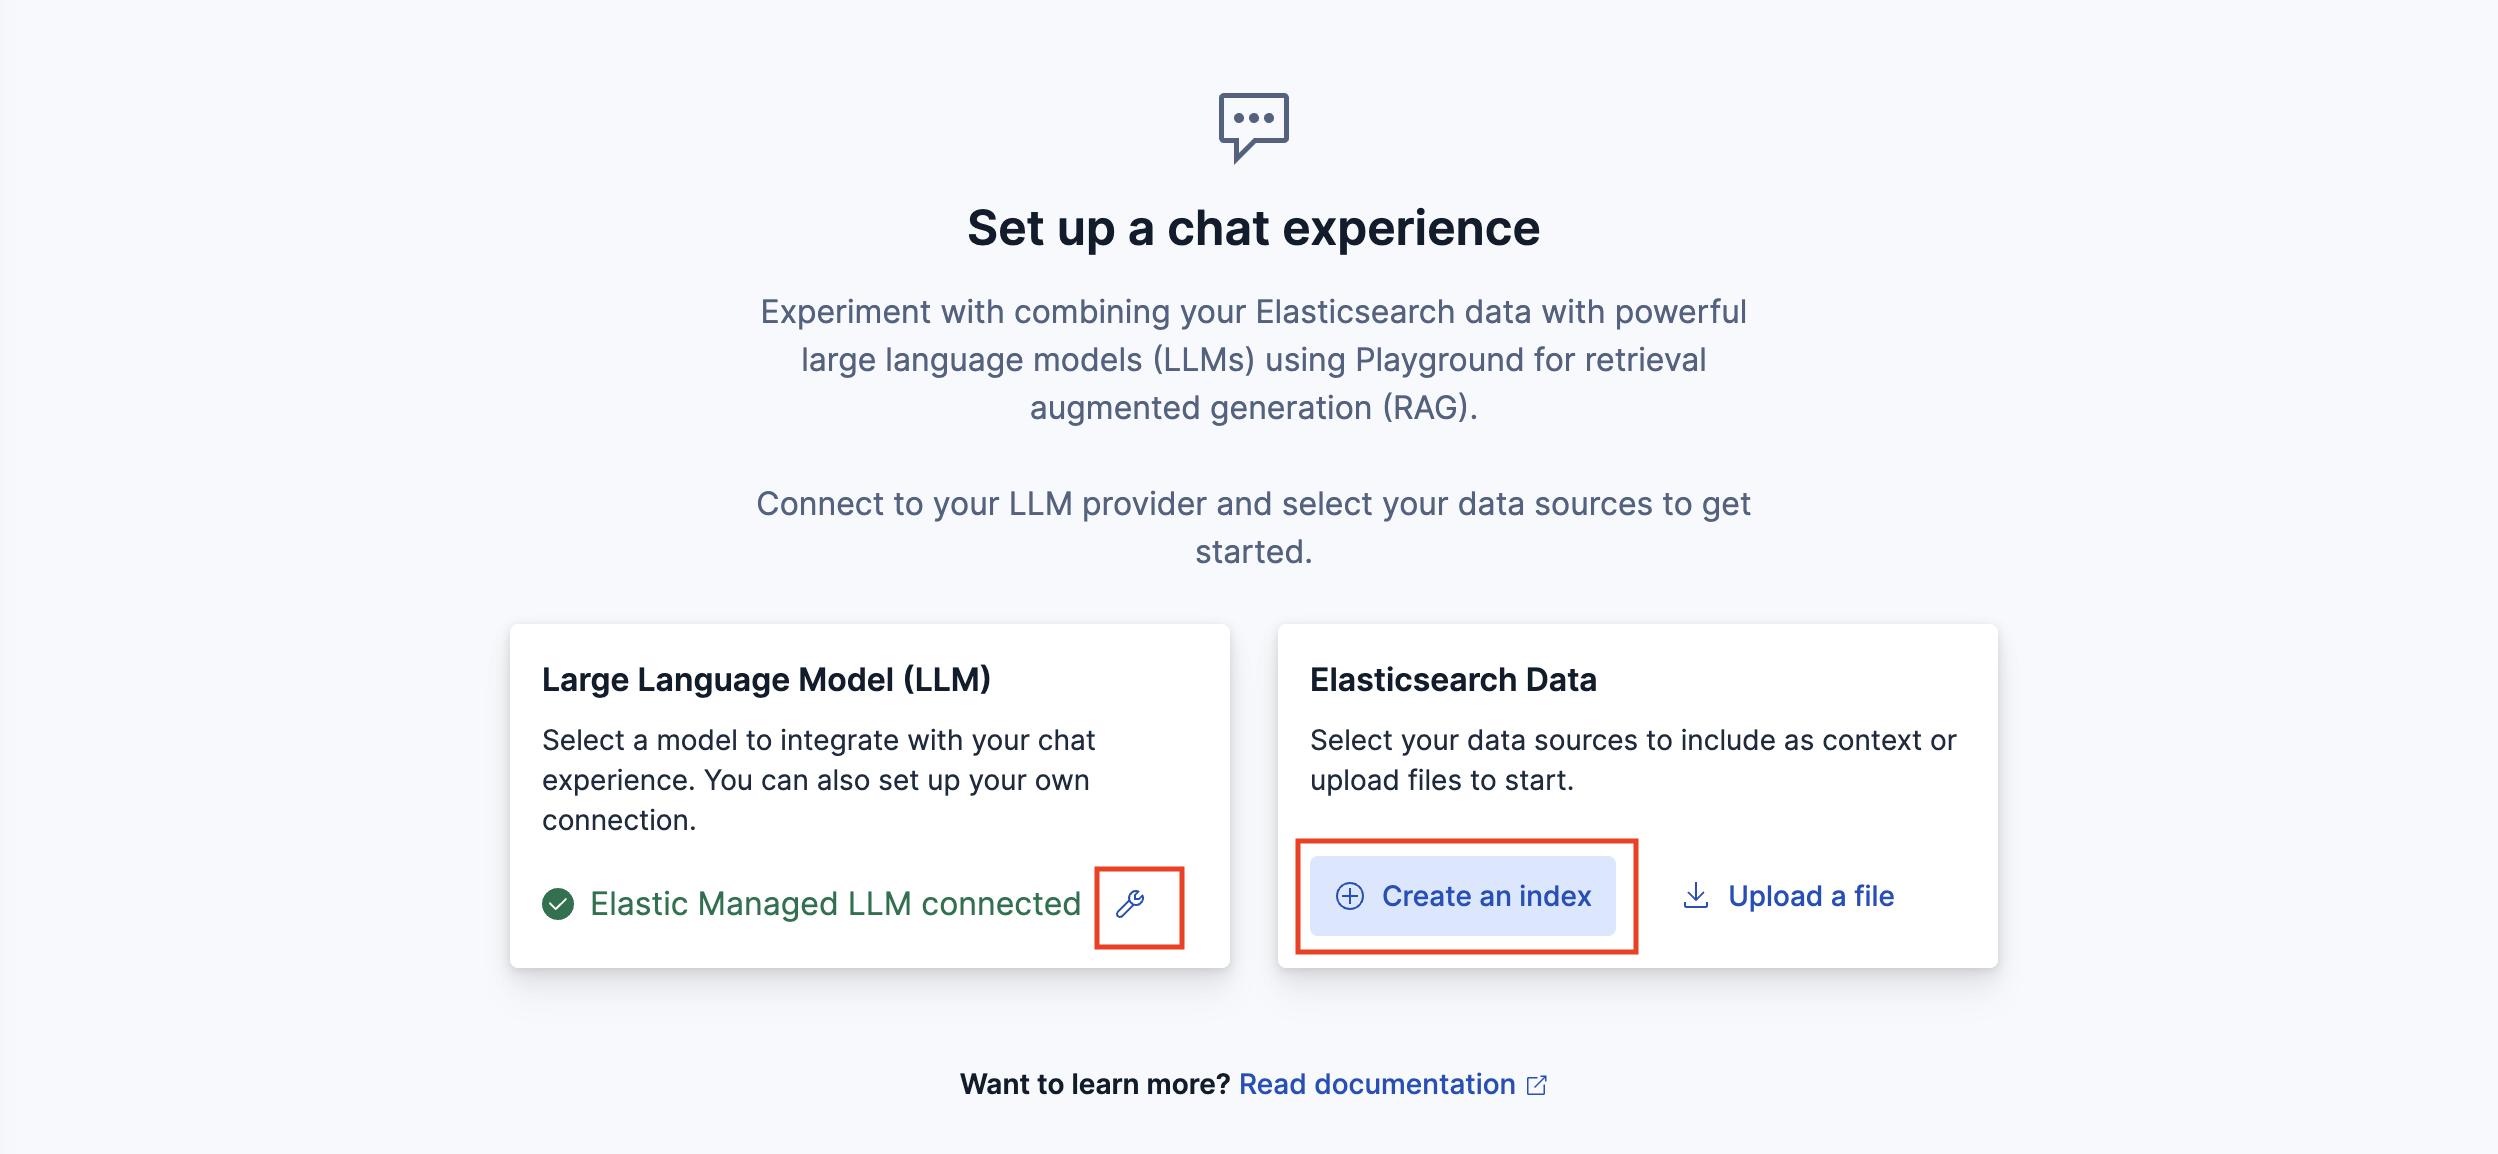 Set up a chat experience
Experiment with combining your Elasticsearch data with powerful
large language models (LLMs) using Playground for retrieval
augmented generation (RAG).
Connect to your LLM provider and select your data sources to get
started.
Large Language Model (LLM)
Select a model to integrate with your chat
experience. You can also set up your own
connection.
Elastic Managed LLM connected
Elasticsearch Data
Select your data sources to include as context or
upload files to start.
Create an index
Upload a file
Want to learn more? Read documentation